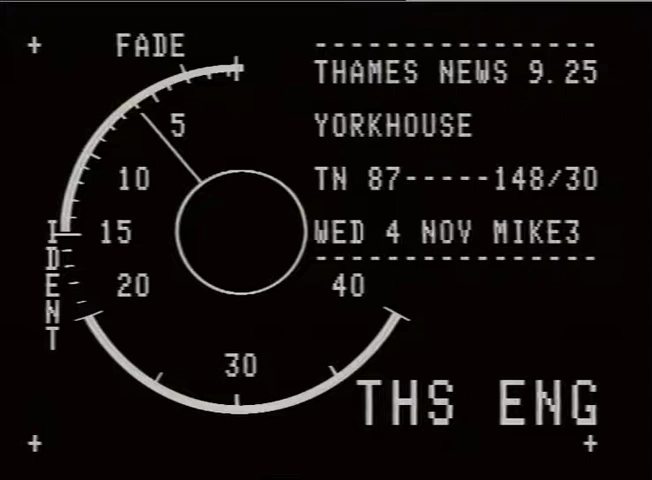 FADE
----------------
THAMES NEWS 9.25
YORKHOUSE
TN 87-----148/30
WED 4 NOV MIKE3
----------------
5
10
15
20
30
40
IDENT
THS ENG